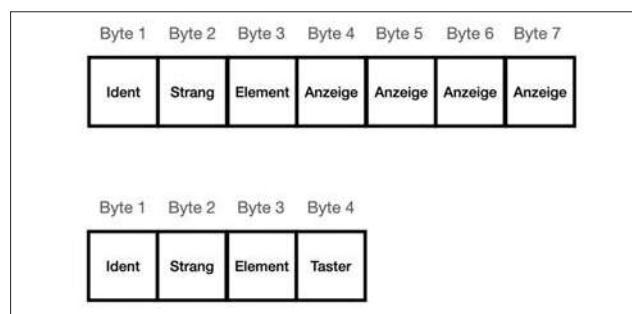 Byte 1 Byte 2 Byte 3 Byte 4 Byte 5 Byte 6 Byte 7
Ident Strang Element Anzeige Anzeige Anzeige Anzeige
Byte 1 Byte 2 Byte 3 Byte 4
Ident Strang Element Taster